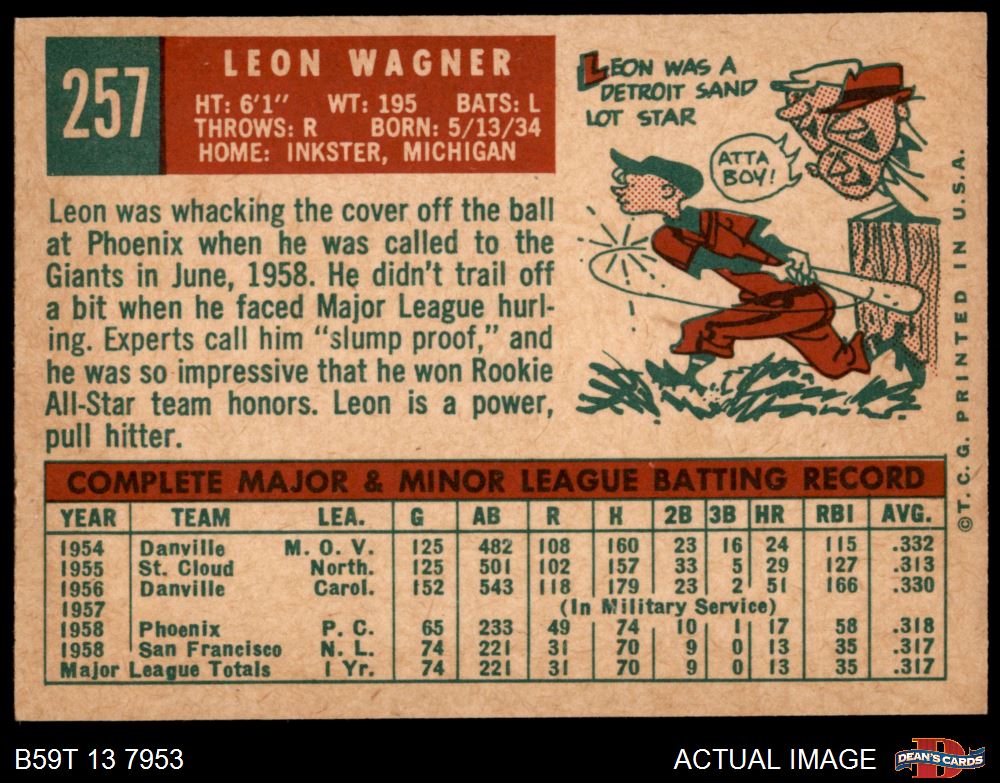 257
LEON WAGNER
HT: 6'1" WT: 195 BATS: L
THROWS: R BORN: 5/13/34
HOME: INKSTER, MICHIGAN
Leon was whacking the cover off the ball
at Phoenix when he was called to the
Giants in June, 1958. He didn't trail off
a bit when he faced Major League hurl-
ing. Experts call him "slump proof," and
he was so impressive that he won Rookie
All-Star team honors. Leon is a power,
pull hitter.
LEON WAS A
DETROIT SAND
LOT STAR
ATTA
BOY!
COMPLETE MAJOR & MINOR LEAGUE BATTING RECORD
YEAR TEAM LEA. G AB R H 2B 3B HR RBI AVG.
1954 Danville M. O. V. 125 482 108 160 23 16 24 115 .332
1955 St. Cloud North. 125 501 102 157 33 5 29 127 .313
1956 Danville Carol. 152 543 118 179 23 2 51 166 .330
1957 (In Military Service)
1958 Phoenix P. C. 65 233 49 74 10 1 17 58 .318
1958 San Francisco N. L. 74 221 31 70 9 0 13 35 .317
Major League Totals 1 Yr. 74 221 31 70 9 0 13 35 .317
©T. C. G. PRINTED IN U.S.A.
B59T 13 7953
ACTUAL IMAGE
D
DEAN'S CARDS